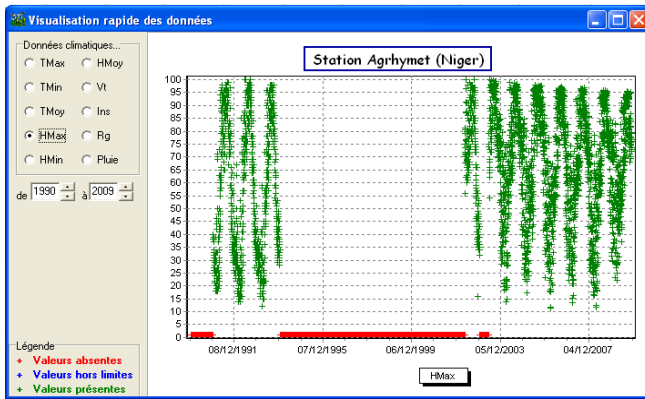 Visualisation rapide des données
Données climatiques...
TMax HMoy
TMin Vt
TMoy Ins
HMax Rg
HMin Pluie
de 1990 à 2009
Légende
+ Valeurs absentes
+ Valeurs hors limites
+ Valeurs présentes
Station Agrhymet (Niger)
100
95
90
85
80
75
70
65
60
55
50
45
40
35
30
25
20
15
10
5
0
08/12/1991 07/12/1995 06/12/1999 05/12/2003 04/12/2007
HMax